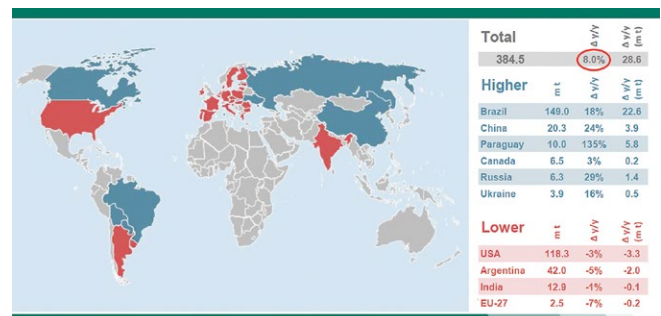 Total Δ y/y Δ y/y (m t)
384.5 8.0% 28.6
Higher m t Δ y/y Δ y/y (m t)
Brazil 149.0 18% 22.6
China 20.3 24% 3.9
Paraguay 10.0 135% 5.8
Canada 6.5 3% 0.2
Russia 6.3 29% 1.4
Ukraine 3.9 16% 0.5
Lower m t Δ y/y Δ y/y (m t)
USA 118.3 -3% -3.3
Argentina 42.0 -5% -2.0
India 12.9 -1% -0.1
EU-27 2.5 -7% -0.2